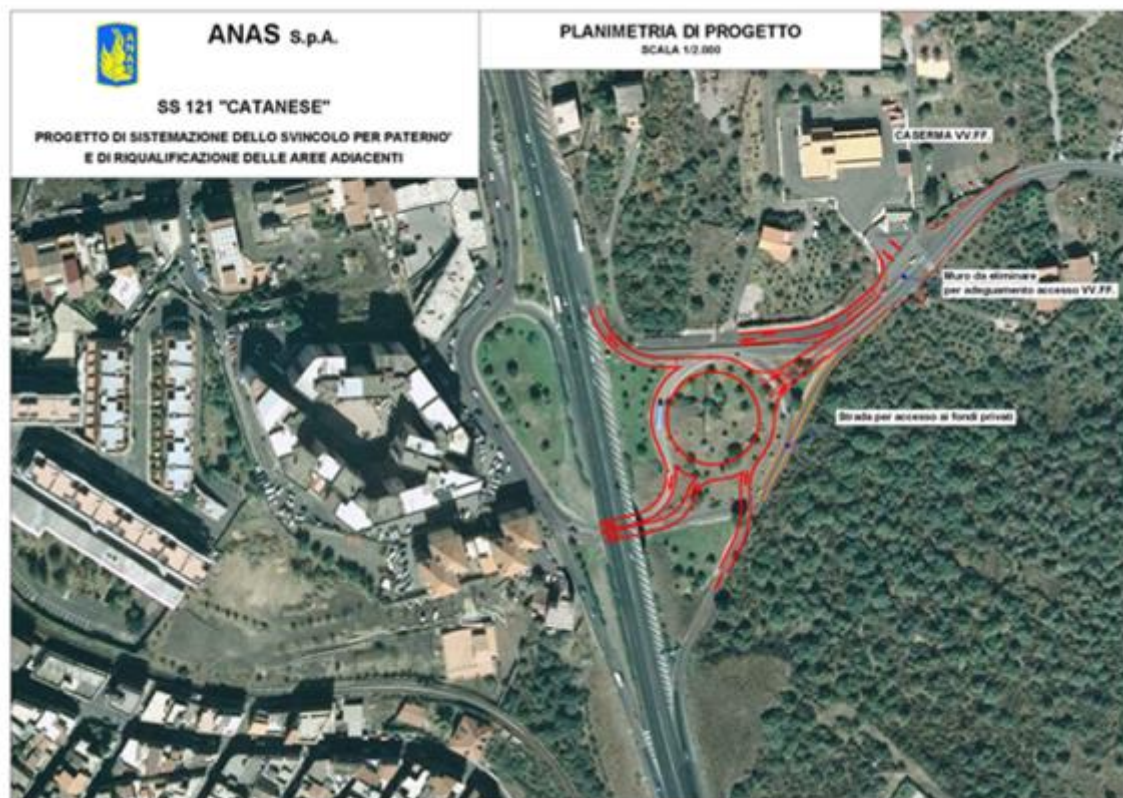 ANAS
ANAS S.p.A.
SS 121 "CATANESE"
PROGETTO DI SISTEMAZIONE DELLO SVINCOLO PER PATERNO'
E DI RIQUALIFICAZIONE DELLE AREE ADIACENTI
PLANIMETRIA DI PROGETTO
SCALA 1/2.000
CASERMA VV.FF.
Muro da eliminare
per adeguamento accesso VV.FF.
Strada per accesso ai fondi privati